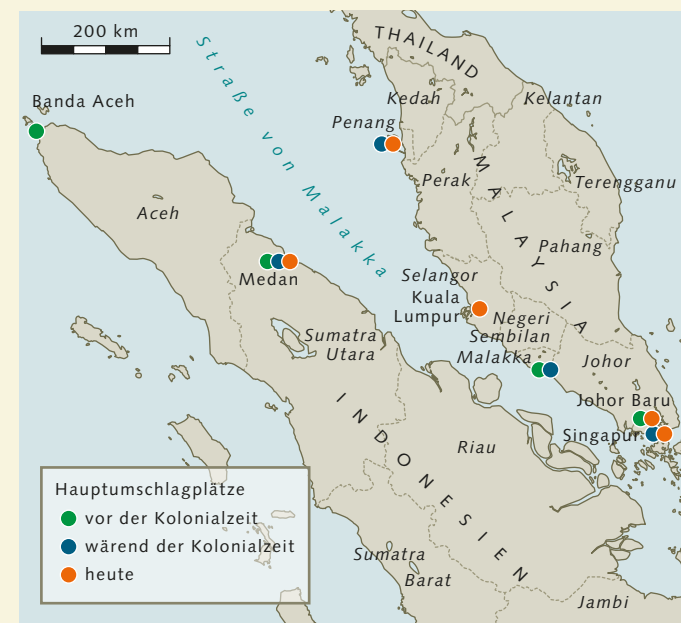 200 km
THAILAND
Straße von Malakka
Banda Aceh
Kedah
Kelantan
Penang
Perak
MALAYSIA
Terengganu
Aceh
Pahang
Medan
Selangor
Kuala
Lumpur
Negeri
Sembilan
Sumatra
Utara
Malakka
Johor
Johor Baru
Singapur
INDONESIEN
Riau
Hauptumschlagplätze
vor der Kolonialzeit
wärend der Kolonialzeit
heute
Sumatra
Barat
Jambi